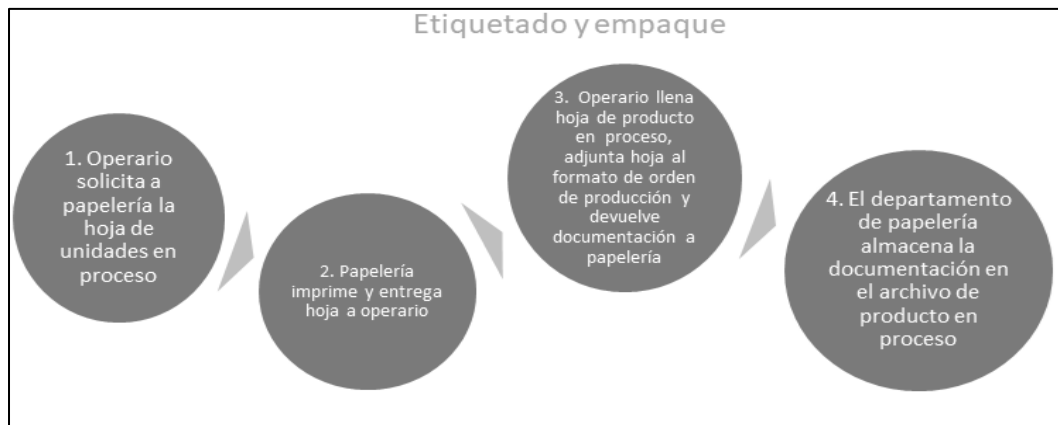 Etiquetado y empaque
1. Operario
solicita a
papelería la
hoja de
unidades en
proceso
2. Papelería
imprime y entrega
hoja a operario
3. Operario llena
hoja de producto
en proceso,
adjunta hoja al
formato de orden
de producción y
devuelve
documentación a
papelería
4. El departamento
de papelería
almacena la
documentación en
el archivo de
producto en
proceso